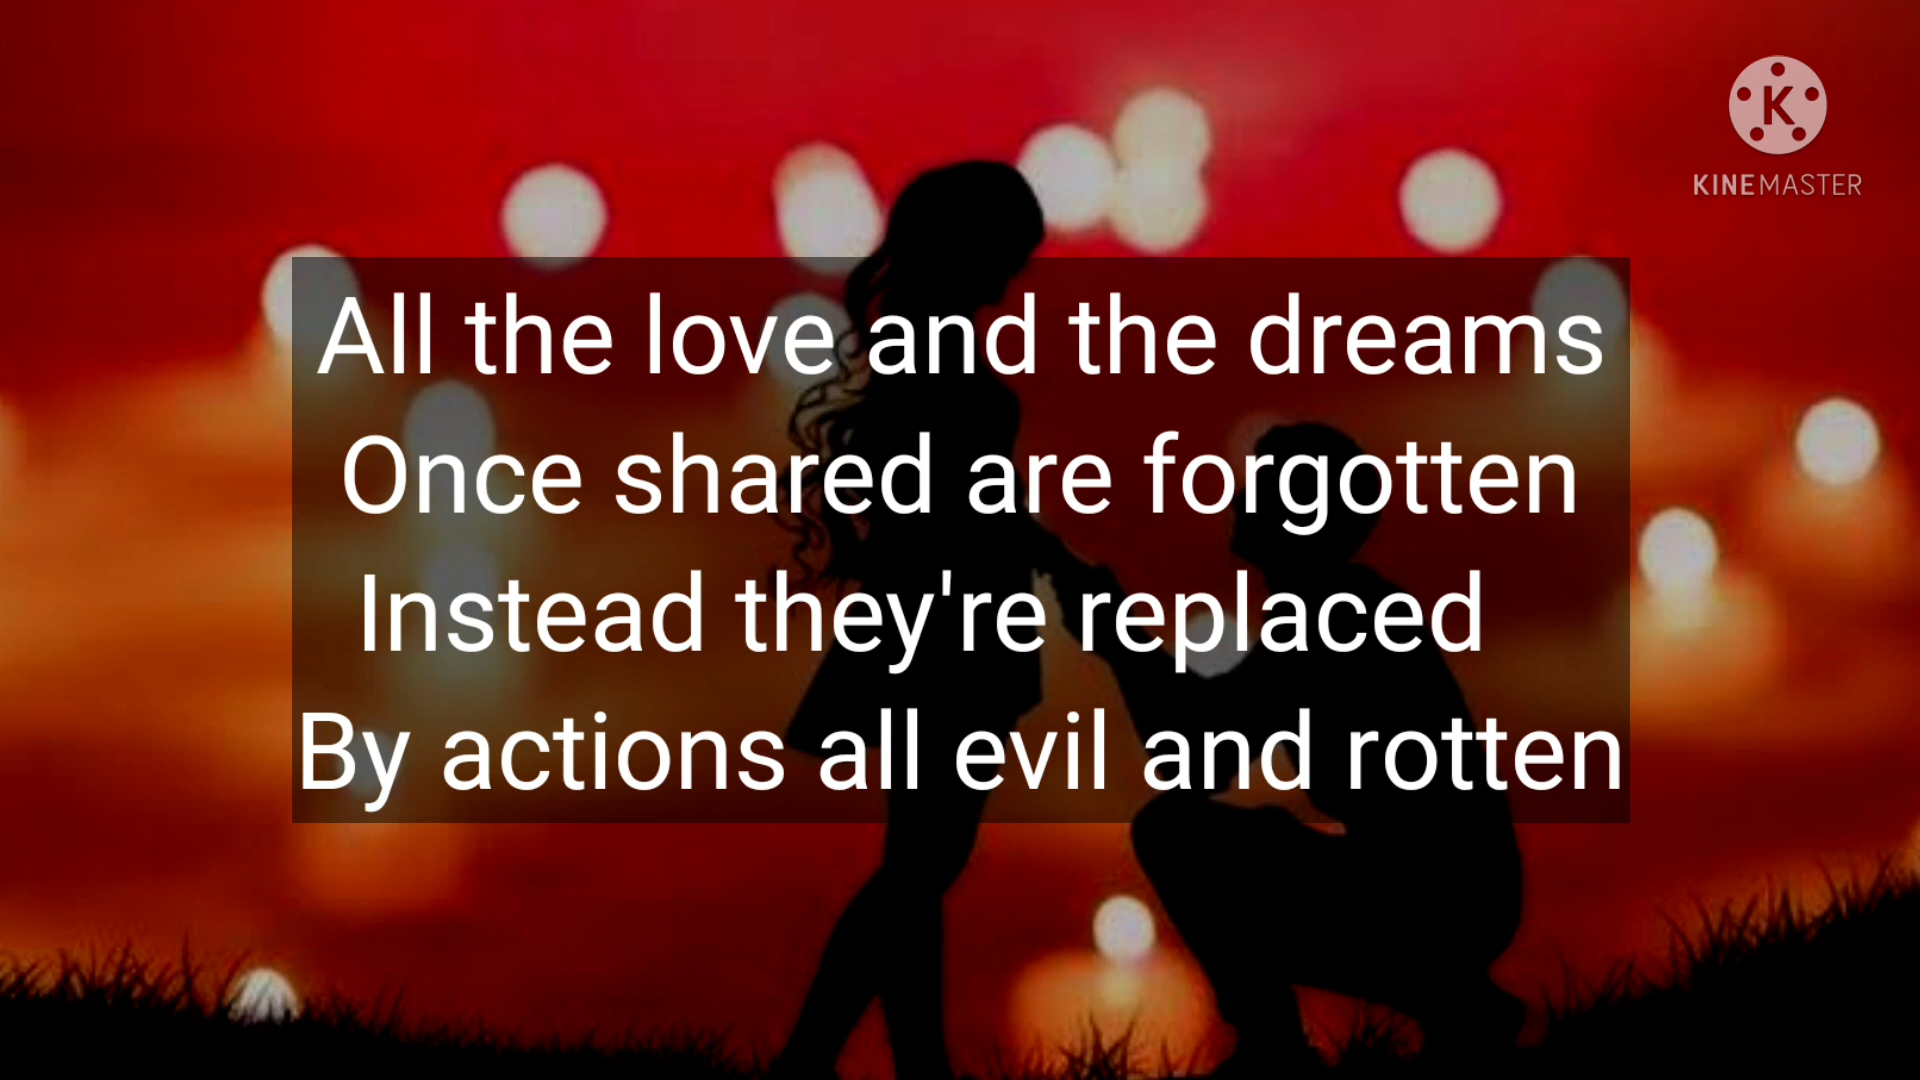 K
KINEMASTER
All the love and the dreams
Once shared are forgotten
Instead they're replaced
By actions all evil and rotten